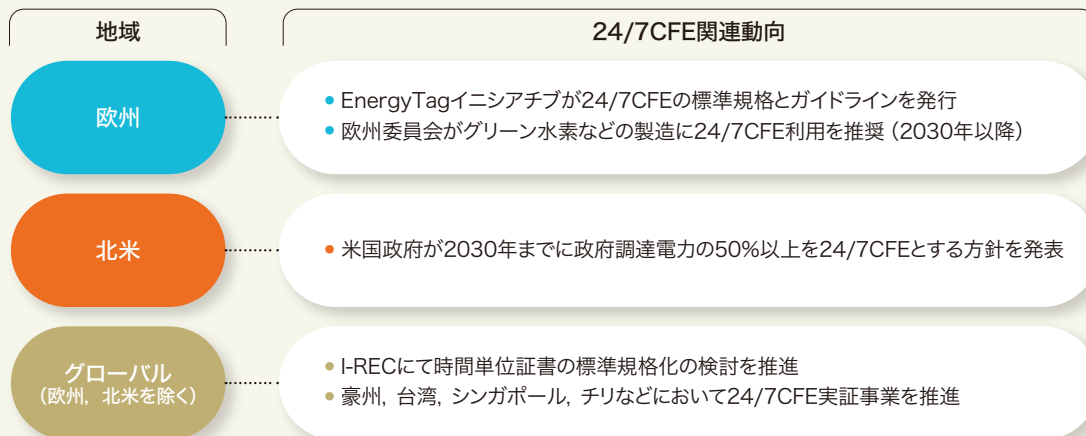 地域
24/7CFE関連動向
欧州
• EnergyTagイニシアチブが24/7CFEの標準規格とガイドラインを発行
• 欧州委員会がグリーン水素などの製造に24/7CFE利用を推奨（2030年以降）
北米
• 米国政府が2030年までに政府調達電力の50%以上を24/7CFEとする方針を発表
グローバル
（欧州，北米を除く）
• I-RECにて時間単位証書の標準規格化の検討を推進
• 豪州，台湾，シンガポール，チリなどにおいて24/7CFE実証事業を推進